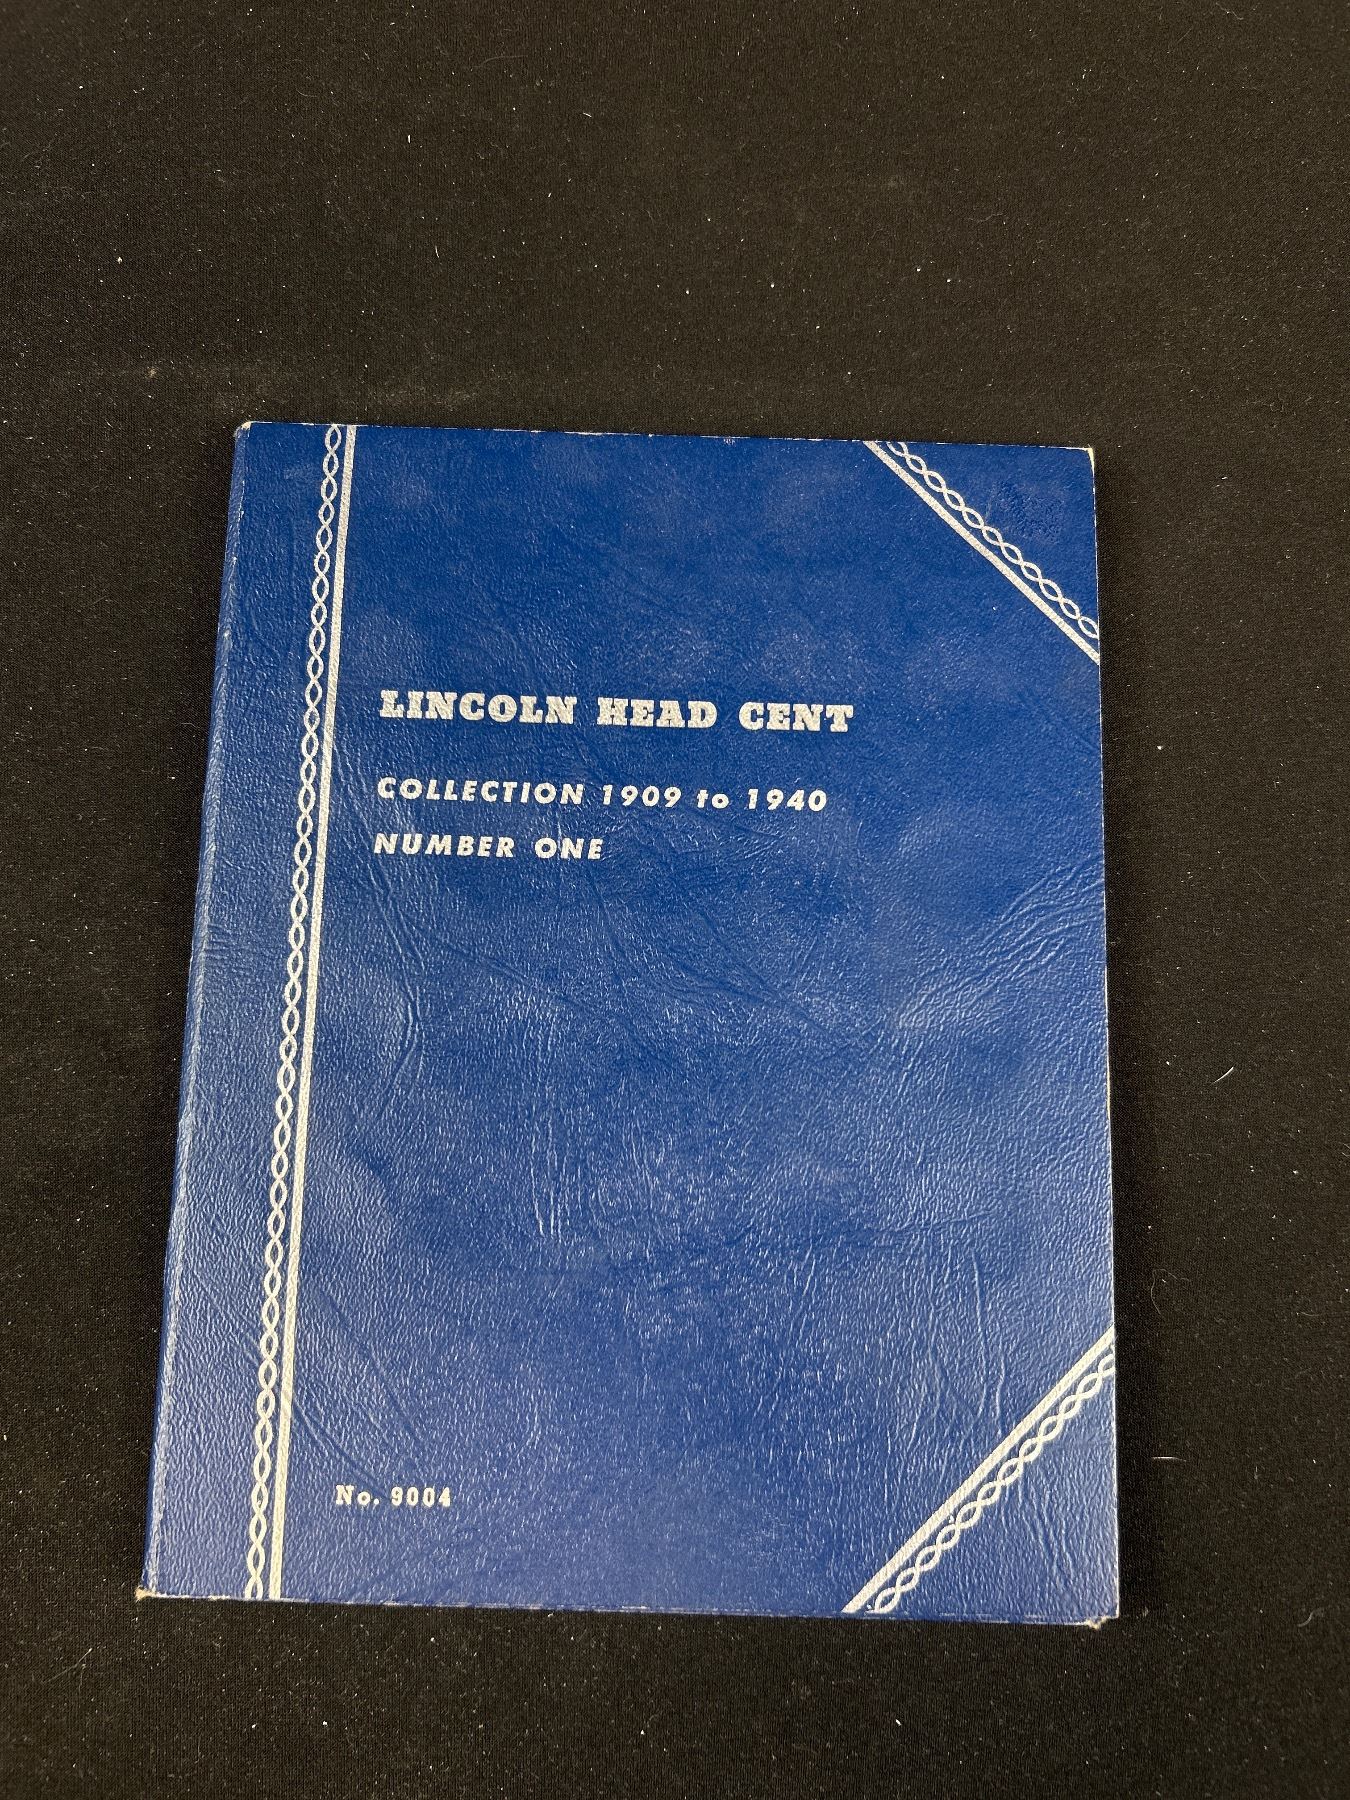 LINCOLN HEAD CENT
COLLECTION 1909 to 1940
NUMBER ONE
No. 9004